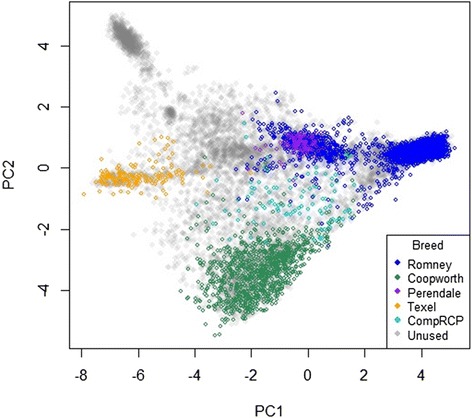 4
2
0
-2
-4
PC2
-8
-6
-4
-2
0
2
4
PC1
Breed
Romney
Coopworth
Perendale
Texel
CompRCP
Unused